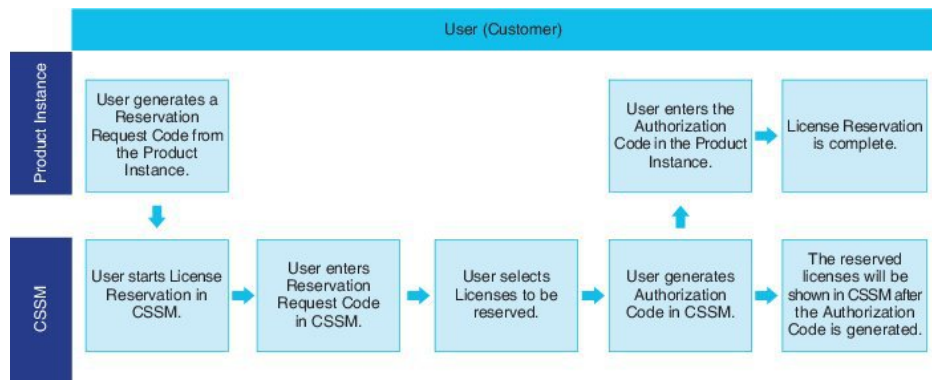 User (Customer)
Product Instance
User generates a
Reservation
Request Code from
the Product
Instance.
User enters the
Authorization
Code in the Product
Instance.
License Reservation
is complete.
CSSM
User starts License
Reservation in
CSSM.
User enters
Reservation
Request Code
in CSSM.
User selects
Licenses to be
reserved.
User generates
Authorization
Code in CSSM.
The reserved
licenses will be
shown in CSSM after
the Authorization
Code is generated.